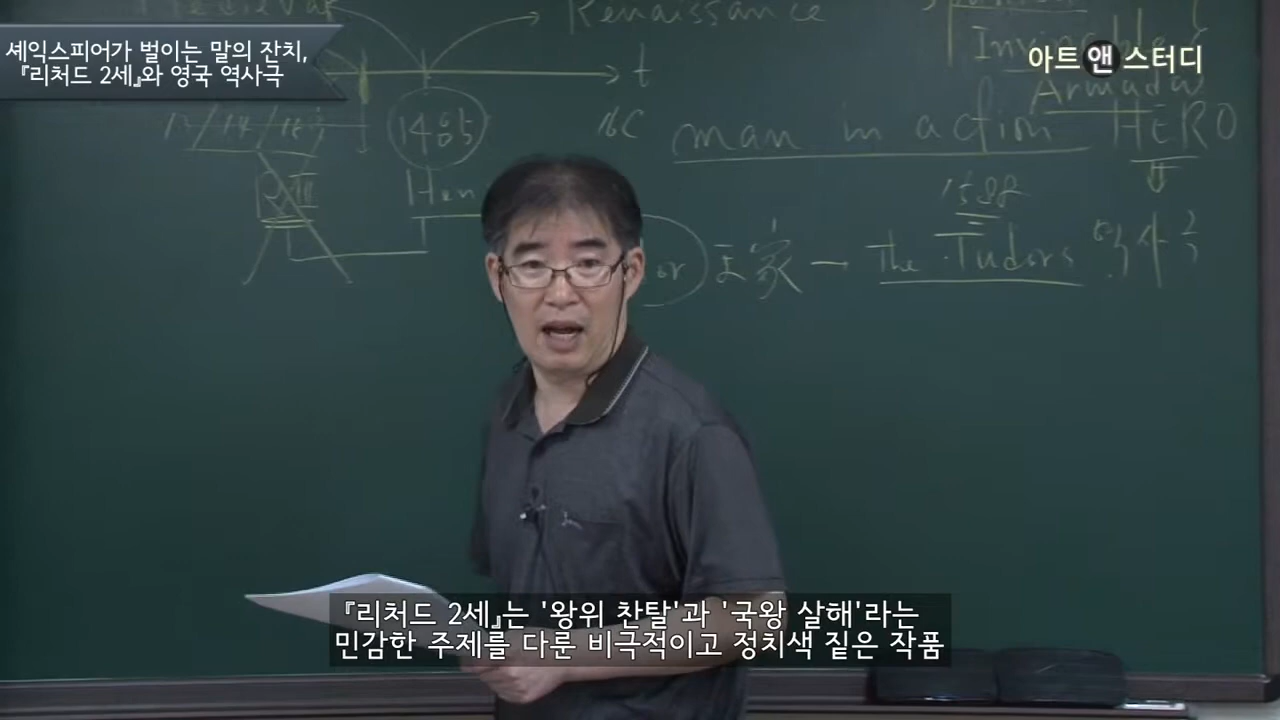 Medieval
Renaissance
셰익스피어가 벌이는 말의 잔치,
『리처드 2세』와 영국 역사극
t
Invincible
아트앤스터디
Armada
1485
16C
man in action
HERO
1588
Hen
or
王家 → The Tudors
『리처드 2세』는 '왕위 찬탈'과 '국왕 살해'라는
민감한 주제를 다룬 비극적이고 정치색 짙은 작품